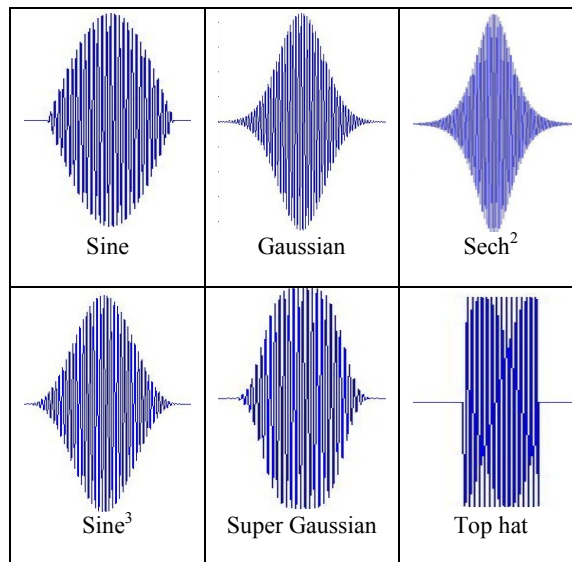 Sine
Gaussian
Sech²
Sine³
Super Gaussian
Top hat